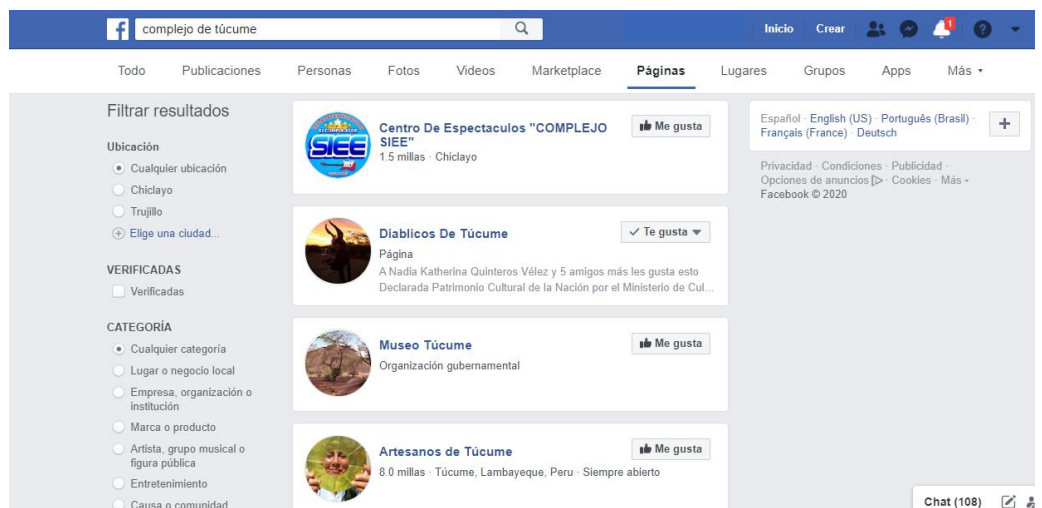 complejo de túcume
Inicio Crear
1
Todo Publicaciones Personas Fotos Videos Marketplace Páginas Lugares Grupos Apps Más
Filtrar resultados
Ubicación
Cualquier ubicación
Chiclayo
Trujillo
Elige una ciudad...
VERIFICADAS
Verificadas
CATEGORÍA
Cualquier categoría
Lugar o negocio local
Empresa, organización o
institución
Marca o producto
Artista, grupo musical o
figura pública
Entretenimiento
Causa o comunidad
SIEE
Centro De Espectaculos "COMPLEJO
SIEE"
1.5 millas · Chiclayo
Me gusta
Diablicos De Túcume
Te gusta
Página
A Nadia Katherina Quinteros Vélez y 5 amigos más les gusta esto
Declarada Patrimonio Cultural de la Nación por el Ministerio de Cul...
Museo Túcume
Me gusta
Organización gubernamental
Artesanos de Túcume
Me gusta
8.0 millas · Túcume, Lambayeque, Peru · Siempre abierto
Español · English (US) · Português (Brasil) ·
Français (France) · Deutsch
Privacidad · Condiciones · Publicidad ·
Opciones de anuncios · Cookies · Más
Facebook © 2020
Chat (108)